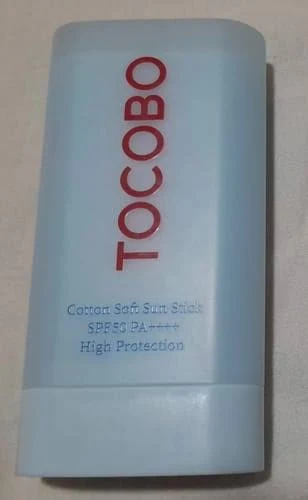 TOCOBO
Cotton Soft Sun Stick
SPF50 PA++++
High Protection